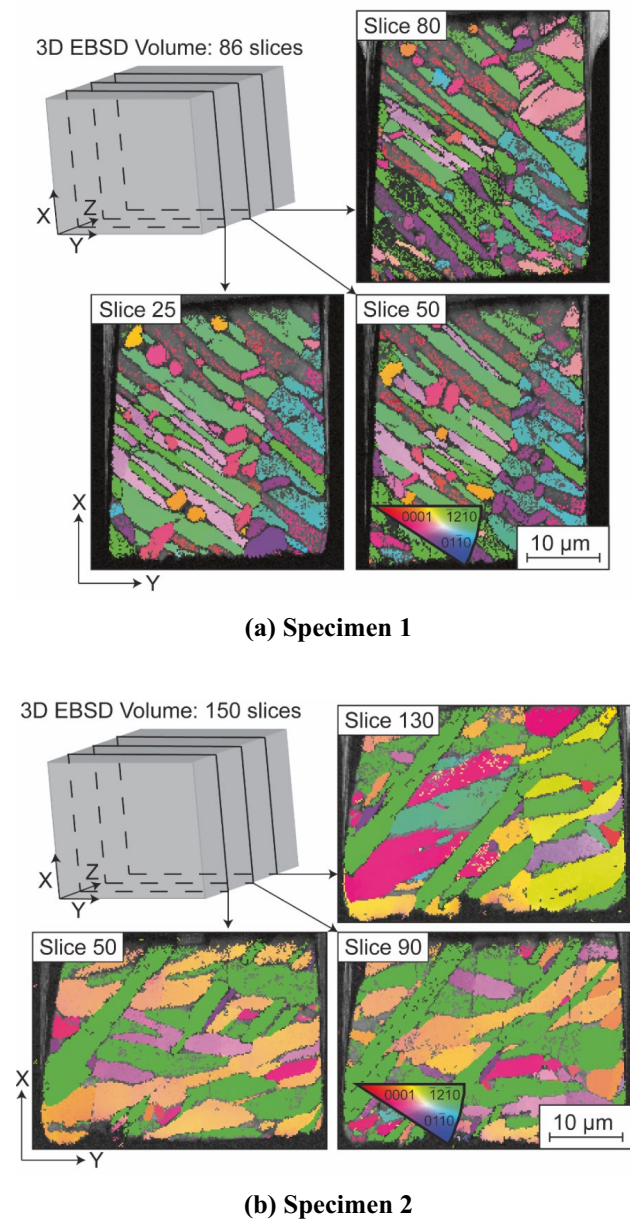 3D EBSD Volume: 86 slices
Slice 80
X
Z
Y
Slice 25
Slice 50
X
Y
0001 1210
0110
10 µm
(a) Specimen 1
3D EBSD Volume: 150 slices
Slice 130
X
Z
Y
Slice 50
Slice 90
X
Y
0001 1210
0110
10 µm
(b) Specimen 2